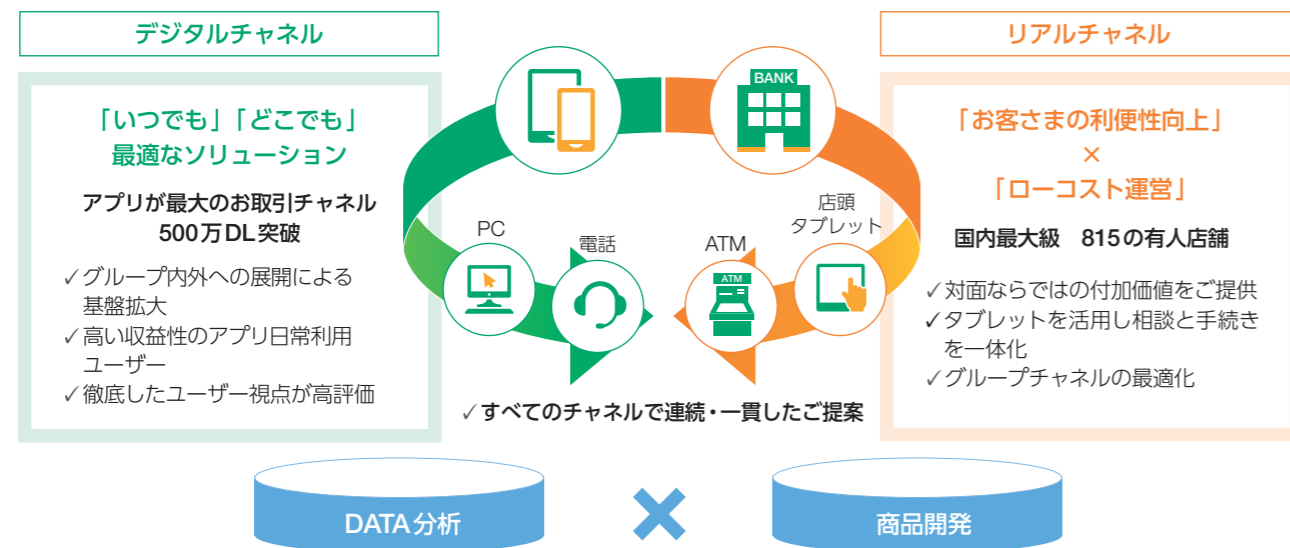 デジタルチャネル
「いつでも」「どこでも」
最適なソリューション
アプリが最大のお取引チャネル
500万DL突破
✓グループ内外への展開による
基盤拡大
✓高い収益性のアプリ日常利用
ユーザー
✓徹底したユーザー視点が高評価
BANK
PC
電話
ATM
ATM
店頭
タブレット
✓すべてのチャネルで連続・一貫したご提案
リアルチャネル
「お客さまの利便性向上」
×
「ローコスト運営」
国内最大級　815の有人店舗
✓対面ならではの付加価値をご提供
✓タブレットを活用し相談と手続き
を一体化
✓グループチャネルの最適化
DATA分析
×
商品開発